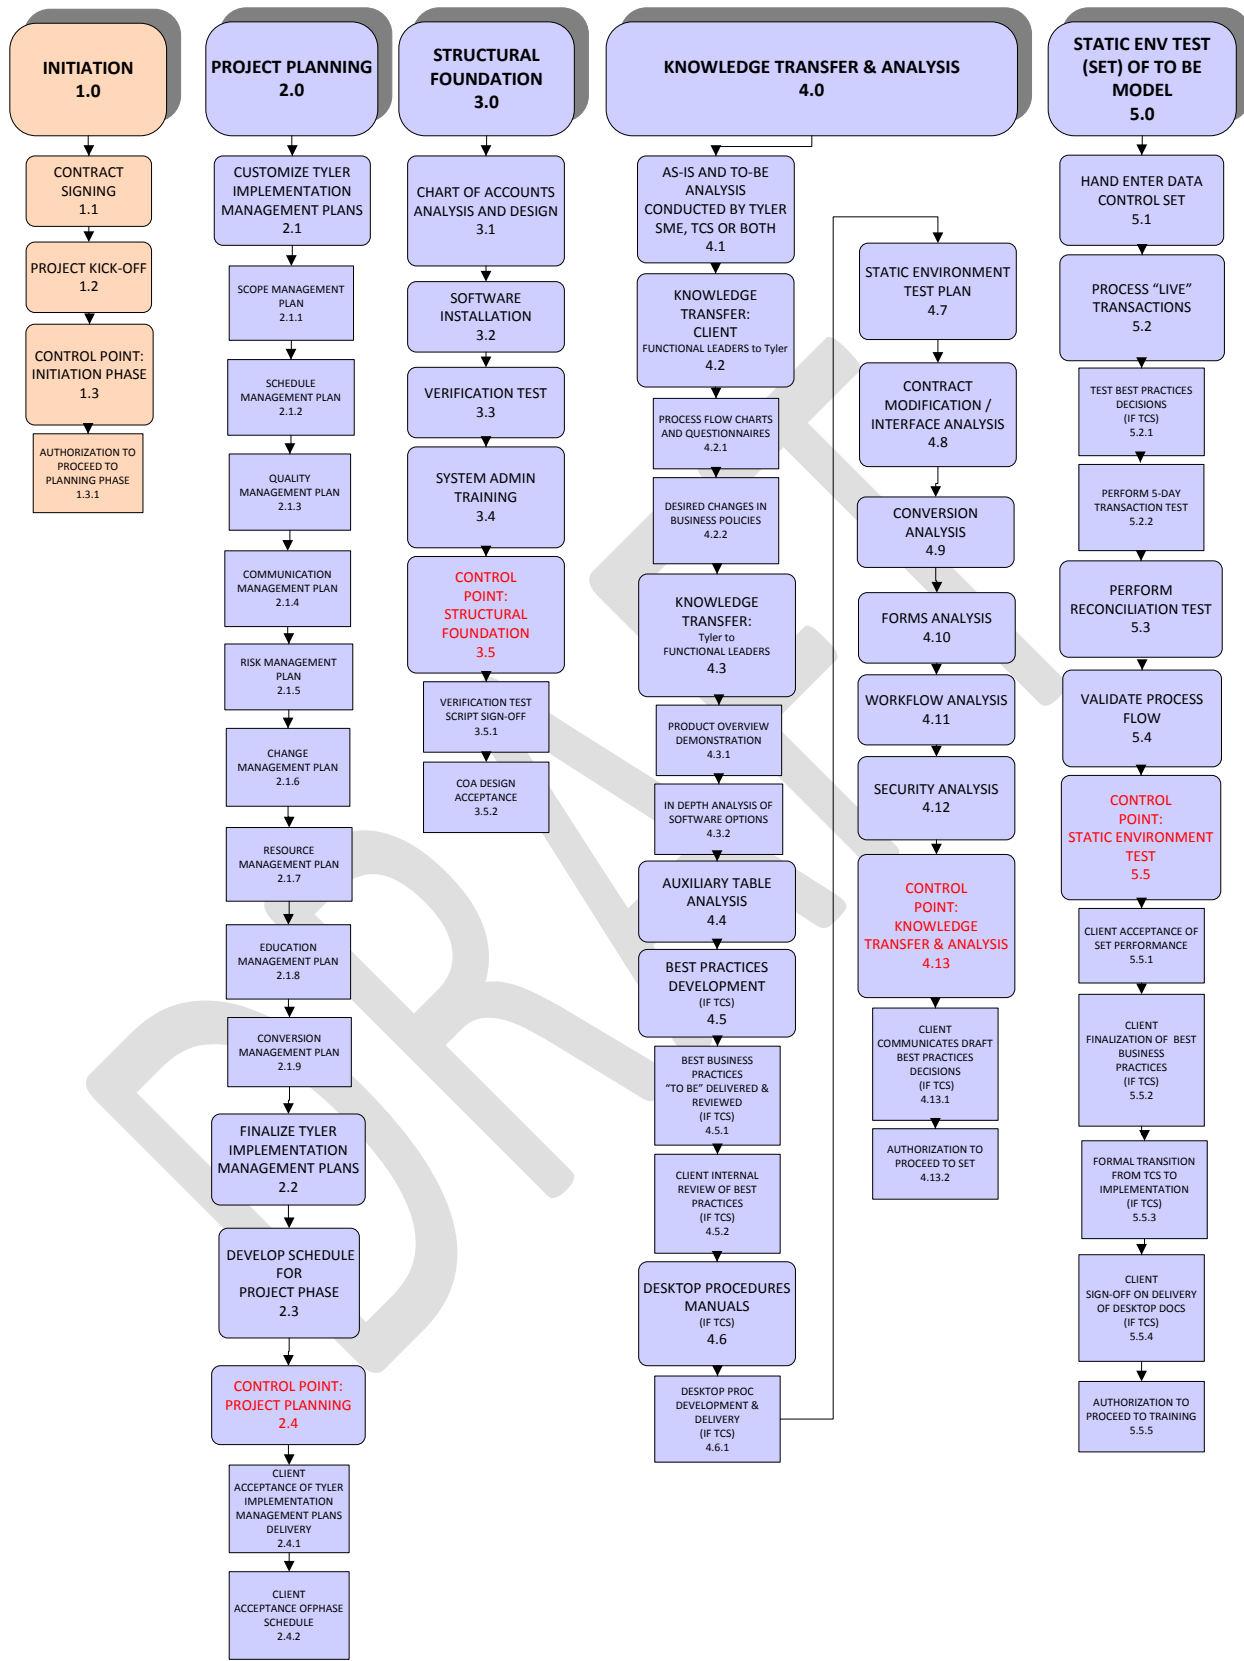 INITIATION
1.0
CONTRACT
SIGNING
1.1
PROJECT KICK-OFF
1.2
CONTROL POINT:
INITIATION PHASE
1.3
AUTHORIZATION TO
PROCEED TO
PLANNING PHASE
1.3.1
PROJECT PLANNING
2.0
CUSTOMIZE TYLER
IMPLEMENTATION
MANAGEMENT PLANS
2.1
SCOPE MANAGEMENT
PLAN
2.1.1
SCHEDULE
MANAGEMENT PLAN
2.1.2
QUALITY
MANAGEMENT PLAN
2.1.3
COMMUNICATION
MANAGEMENT PLAN
2.1.4
RISK MANAGEMENT
PLAN
2.1.5
CHANGE
MANAGEMENT PLAN
2.1.6
RESOURCE
MANAGEMENT PLAN
2.1.7
EDUCATION
MANAGEMENT PLAN
2.1.8
CONVERSION
MANAGEMENT PLAN
2.1.9
FINALIZE TYLER
IMPLEMENTATION
MANAGEMENT PLANS
2.2
DEVELOP SCHEDULE
FOR
PROJECT PHASE
2.3
CONTROL POINT:
PROJECT PLANNING
2.4
CLIENT
ACCEPTANCE OF TYLER
IMPLEMENTATION
MANAGEMENT PLANS
DELIVERY
2.4.1
CLIENT
ACCEPTANCE OFPHASE
SCHEDULE
2.4.2
STRUCTURAL
FOUNDATION
3.0
CHART OF ACCOUNTS
ANALYSIS AND DESIGN
3.1
SOFTWARE
INSTALLATION
3.2
VERIFICATION TEST
3.3
SYSTEM ADMIN
TRAINING
3.4
CONTROL
POINT:
STRUCTURAL
FOUNDATION
3.5
VERIFICATION TEST
SCRIPT SIGN-OFF
3.5.1
COA DESIGN
ACCEPTANCE
3.5.2
KNOWLEDGE TRANSFER & ANALYSIS
4.0
AS-IS AND TO-BE
ANALYSIS
CONDUCTED BY TYLER
SME, TCS OR BOTH
4.1
KNOWLEDGE
TRANSFER:
CLIENT
FUNCTIONAL LEADERS to Tyler
4.2
PROCESS FLOW CHARTS
AND QUESTIONNAIRES
4.2.1
DESIRED CHANGES IN
BUSINESS POLICIES
4.2.2
KNOWLEDGE
TRANSFER:
Tyler to
FUNCTIONAL LEADERS
4.3
PRODUCT OVERVIEW
DEMONSTRATION
4.3.1
IN DEPTH ANALYSIS OF
SOFTWARE OPTIONS
4.3.2
AUXILIARY TABLE
ANALYSIS
4.4
BEST PRACTICES
DEVELOPMENT
(IF TCS)
4.5
BEST BUSINESS
PRACTICES
“TO BE” DELIVERED &
REVIEWED
(IF TCS)
4.5.1
CLIENT INTERNAL
REVIEW OF BEST
PRACTICES
(IF TCS)
4.5.2
DESKTOP PROCEDURES
MANUALS
(IF TCS)
4.6
DESKTOP PROC
DEVELOPMENT &
DELIVERY
(IF TCS)
4.6.1
STATIC ENVIRONMENT
TEST PLAN
4.7
CONTRACT
MODIFICATION /
INTERFACE ANALYSIS
4.8
CONVERSION
ANALYSIS
4.9
FORMS ANALYSIS
4.10
WORKFLOW ANALYSIS
4.11
SECURITY ANALYSIS
4.12
CONTROL
POINT:
KNOWLEDGE
TRANSFER & ANALYSIS
4.13
CLIENT
COMMUNICATES DRAFT
BEST PRACTICES
DECISIONS
(IF TCS)
4.13.1
AUTHORIZATION TO
PROCEED TO SET
4.13.2
STATIC ENV TEST
(SET) OF TO BE
MODEL
5.0
HAND ENTER DATA
CONTROL SET
5.1
PROCESS “LIVE”
TRANSACTIONS
5.2
TEST BEST PRACTICES
DECISIONS
(IF TCS)
5.2.1
PERFORM 5-DAY
TRANSACTION TEST
5.2.2
PERFORM
RECONCILIATION TEST
5.3
VALIDATE PROCESS
FLOW
5.4
CONTROL
POINT:
STATIC ENVIRONMENT
TEST
5.5
CLIENT ACCEPTANCE OF
SET PERFORMANCE
5.5.1
CLIENT
FINALIZATION OF BEST
BUSINESS
PRACTICES
(IF TCS)
5.5.2
FORMAL TRANSITION
FROM TCS TO
IMPLEMENTATION
(IF TCS)
5.5.3
CLIENT
SIGN-OFF ON DELIVERY
OF DESKTOP DOCS
(IF TCS)
5.5.4
AUTHORIZATION TO
PROCEED TO TRAINING
5.5.5
DRAFT